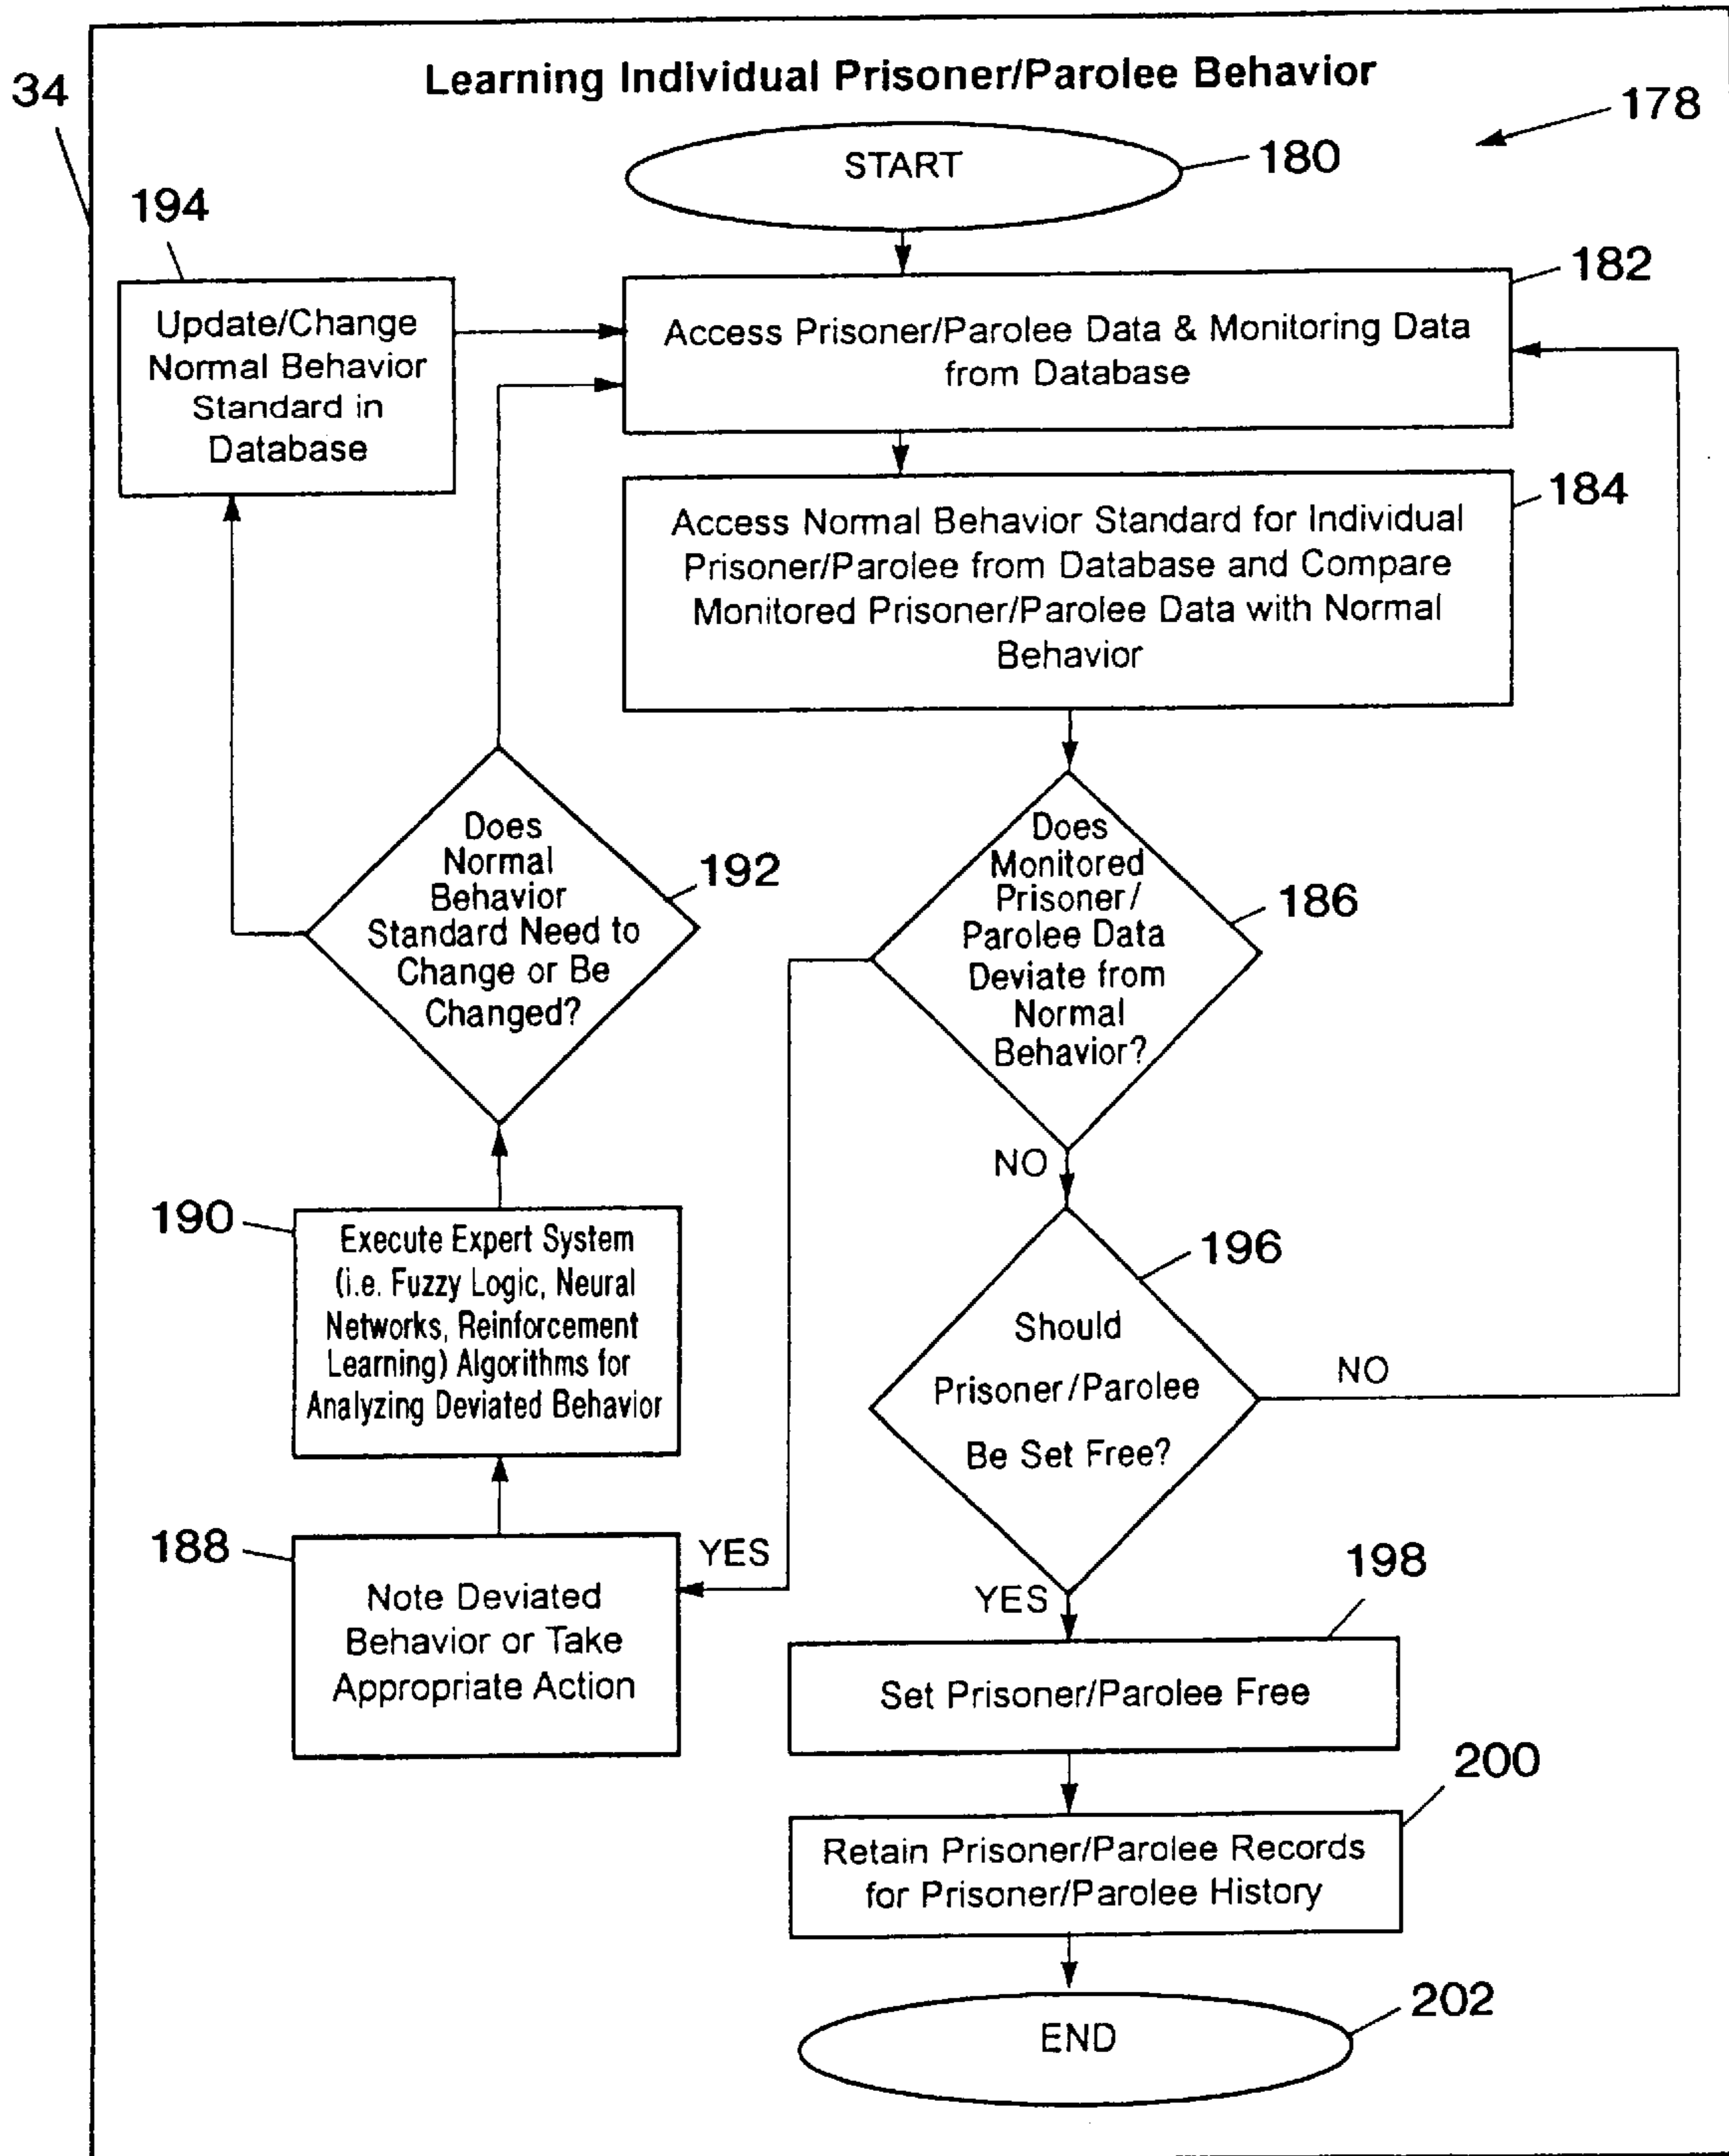 Learning Individual Prisoner/Parolee Behavior
34
178
START
180
194
182
Update/Change
Normal Behavior
Standard in
Database
Access Prisoner/Parolee Data & Monitoring Data
from Database
184
Access Normal Behavior Standard for Individual
Prisoner/Parolee from Database and Compare
Monitored Prisoner/Parolee Data with Normal
Behavior
Does
Normal
Behavior
Standard Need to
Change or Be
Changed?
192
Does
Monitored
Prisoner/
Parolee Data
Deviate from
Normal
Behavior?
186
NO
190
Execute Expert System
(i.e. Fuzzy Logic, Neural
Networks, Reinforcement
Learning) Algorithms for
Analyzing Deviated Behavior
196
Should
Prisoner/Parolee
Be Set Free?
NO
188
YES
Note Deviated
Behavior or Take
Appropriate Action
YES
198
Set Prisoner/Parolee Free
200
Retain Prisoner/Parolee Records
for Prisoner/Parolee History
202
END